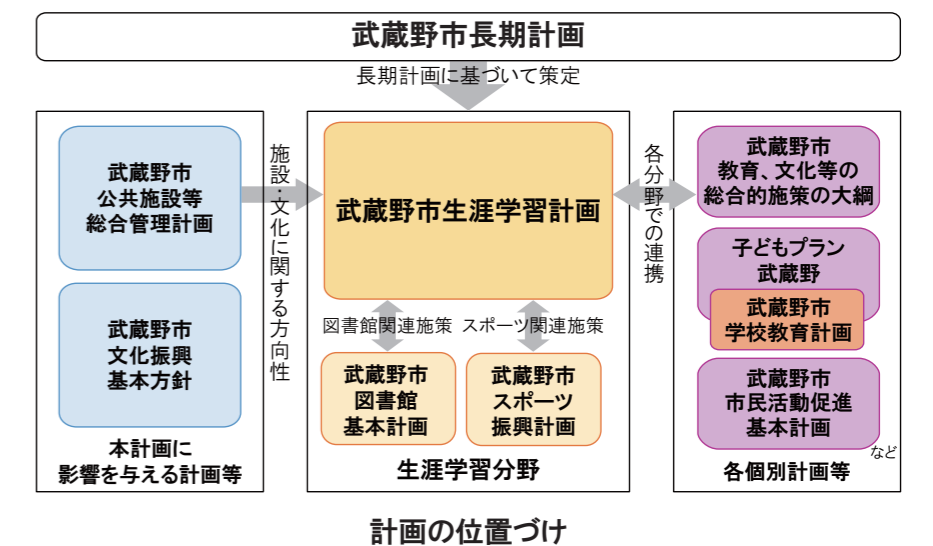 武蔵野市長期計画
長期計画に基づいて策定
武蔵野市
公共施設等
総合管理計画
武蔵野市
文化振興
基本方針
本計画に
影響を与える計画等
施設・文化に関する方向性
武蔵野市生涯学習計画
図書館関連施策
スポーツ関連施策
武蔵野市
図書館
基本計画
武蔵野市
スポーツ
振興計画
生涯学習分野
各分野での連携
武蔵野市
教育、文化等の
総合的施策の大綱
子どもプラン
武蔵野
武蔵野市
学校教育計画
武蔵野市
市民活動促進
基本計画
など
各個別計画等
計画の位置づけ